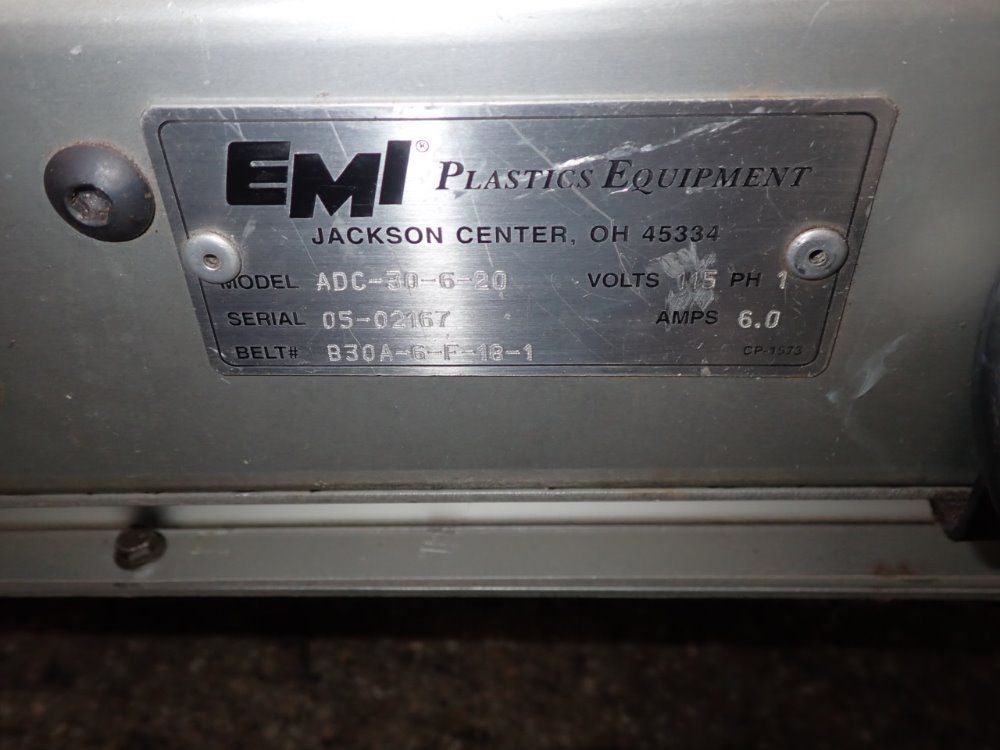 EMI® PLASTICS EQUIPMENT
JACKSON CENTER, OH 45334
MODEL ADC-30-6-20 VOLTS 115 PH 1
SERIAL 05-02167 AMPS 6.0
BELT# B30A-6-F-18-1 CP-1573